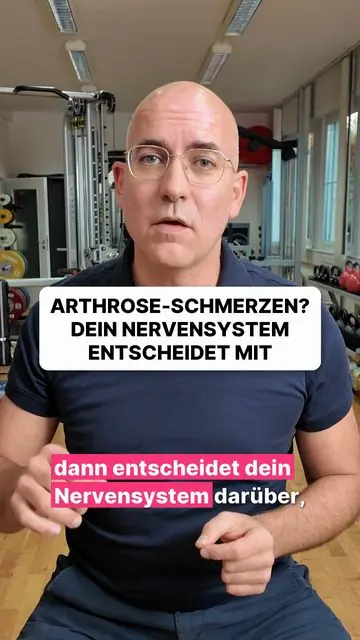 ARTHROSE-SCHMERZEN?
DEIN NERVENSYSTEM
ENTSCHEIDET MIT
dann entscheidet dein
Nervensystem darüber,